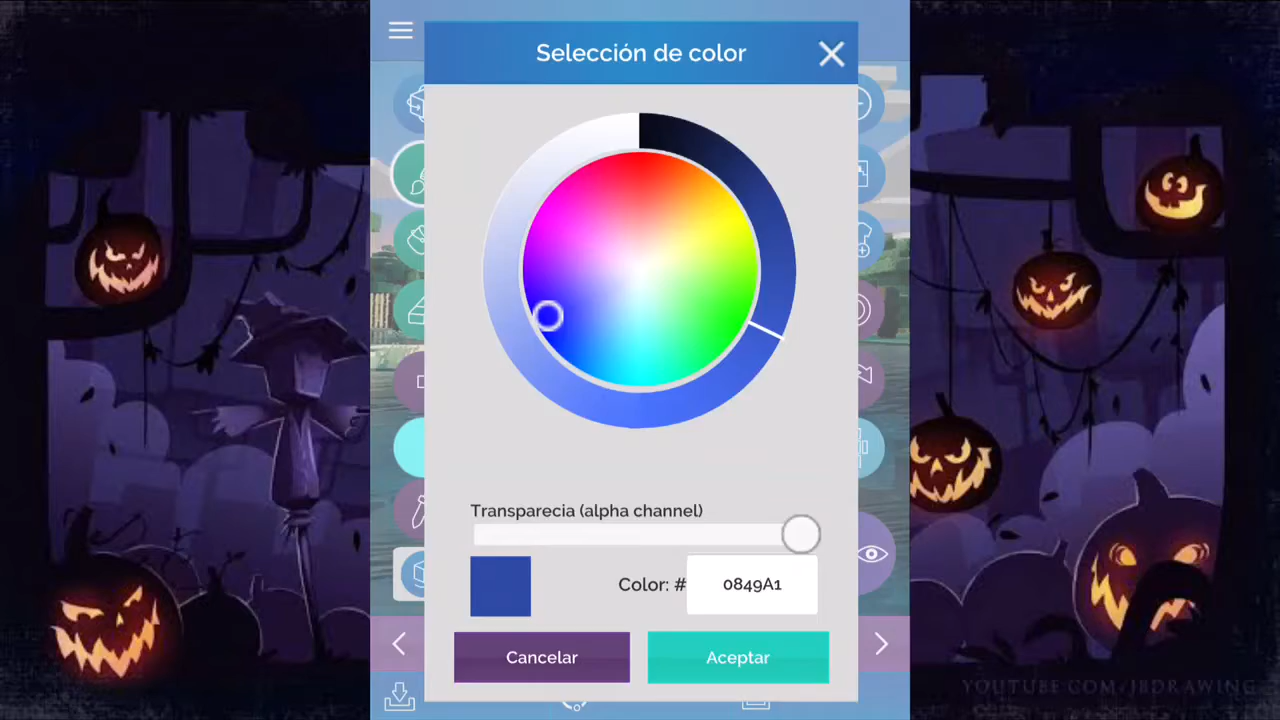 Selección de color
Transparecia (alpha channel)
Color: # 0849A1
Cancelar
Aceptar
YOUTUBE.COM/JBDRAWING